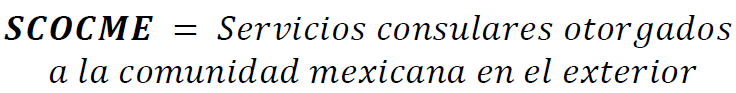 SCOCME = Servicios consulares otorgados
a la comunidad mexicana en el exterior